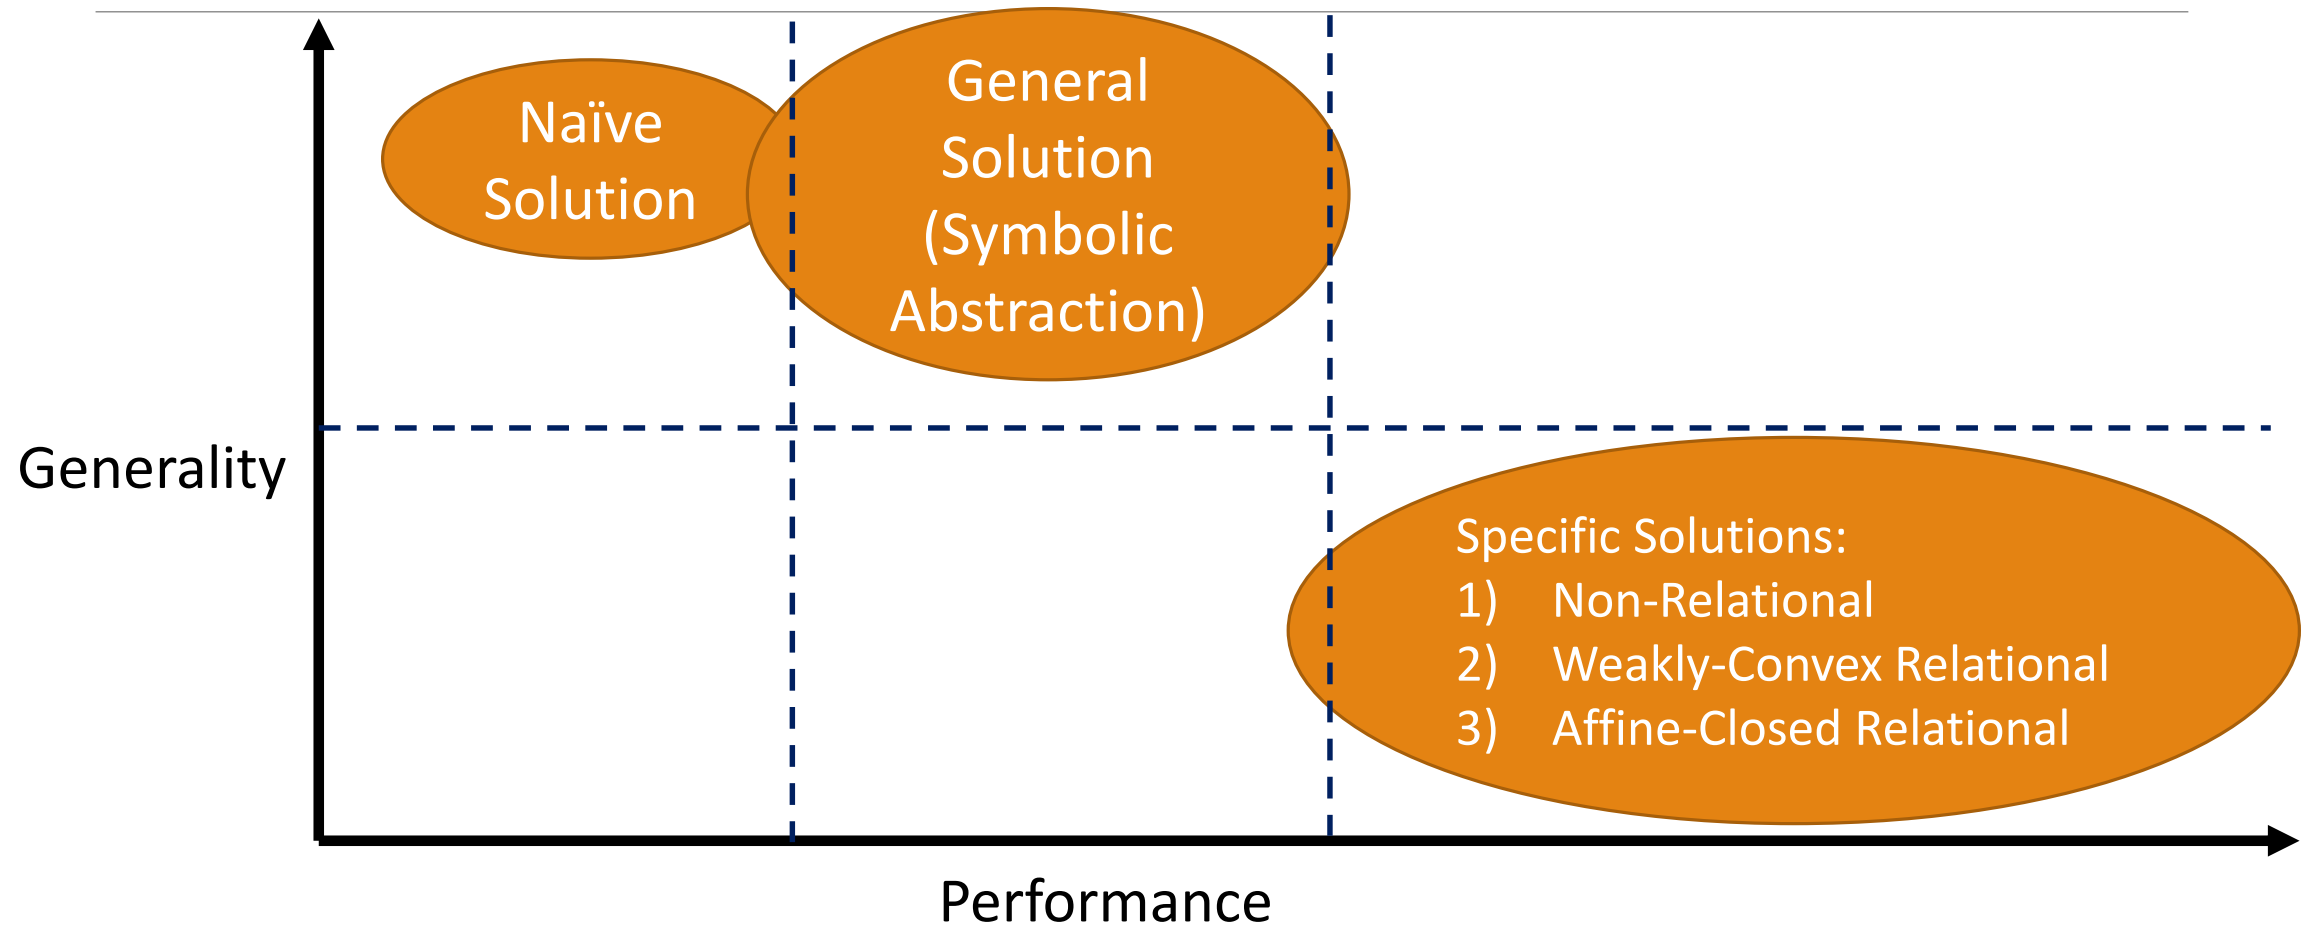 Naïve
Solution
General
Solution
(Symbolic
Abstraction)
Generality
Specific Solutions:
1) Non-Relational
2) Weakly-Convex Relational
3) Affine-Closed Relational
Performance